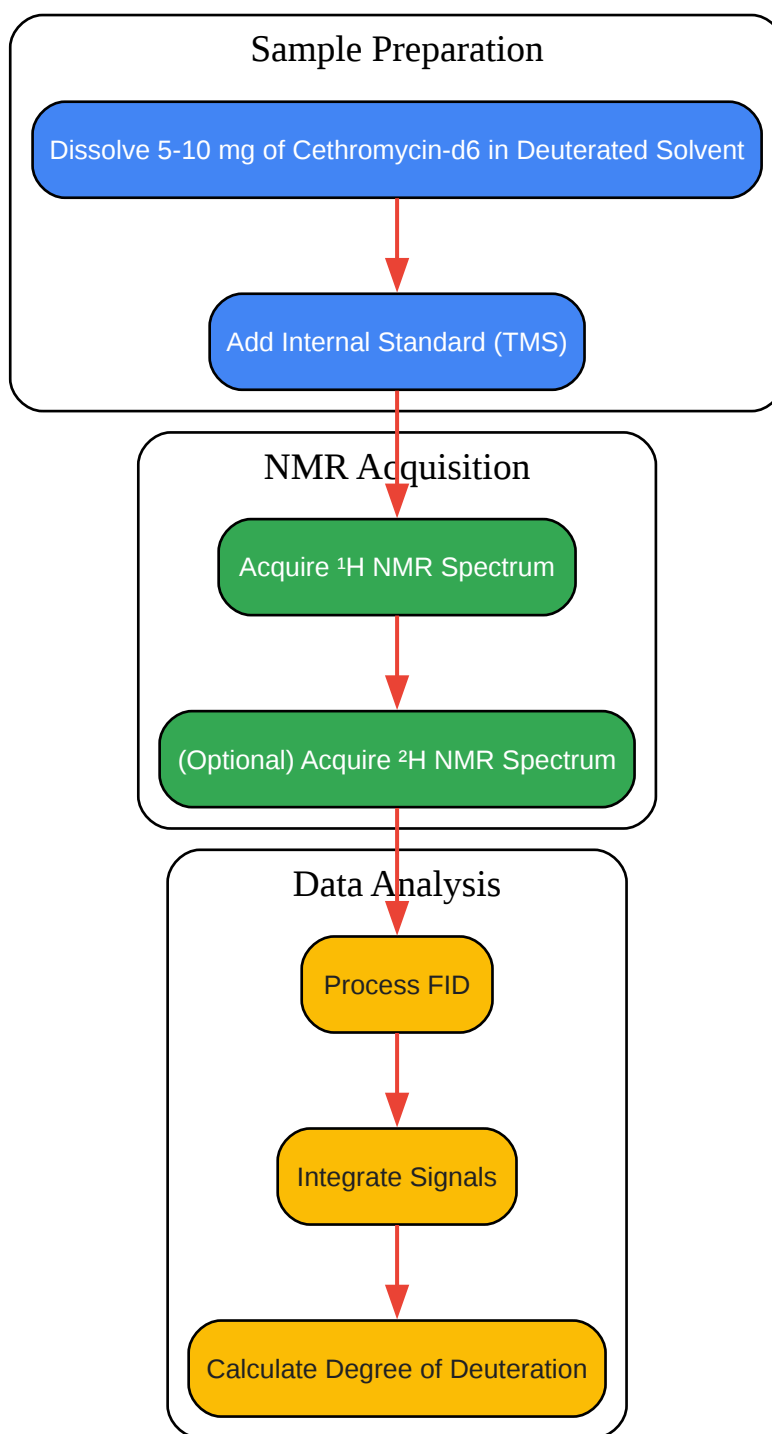 Sample Preparation
Dissolve 5-10 mg of Cethromycin-d6 in Deuterated Solvent
Add Internal Standard (TMS)
NMR Acquisition
Acquire ¹H NMR Spectrum
(Optional) Acquire ²H NMR Spectrum
Data Analysis
Process FID
Integrate Signals
Calculate Degree of Deuteration